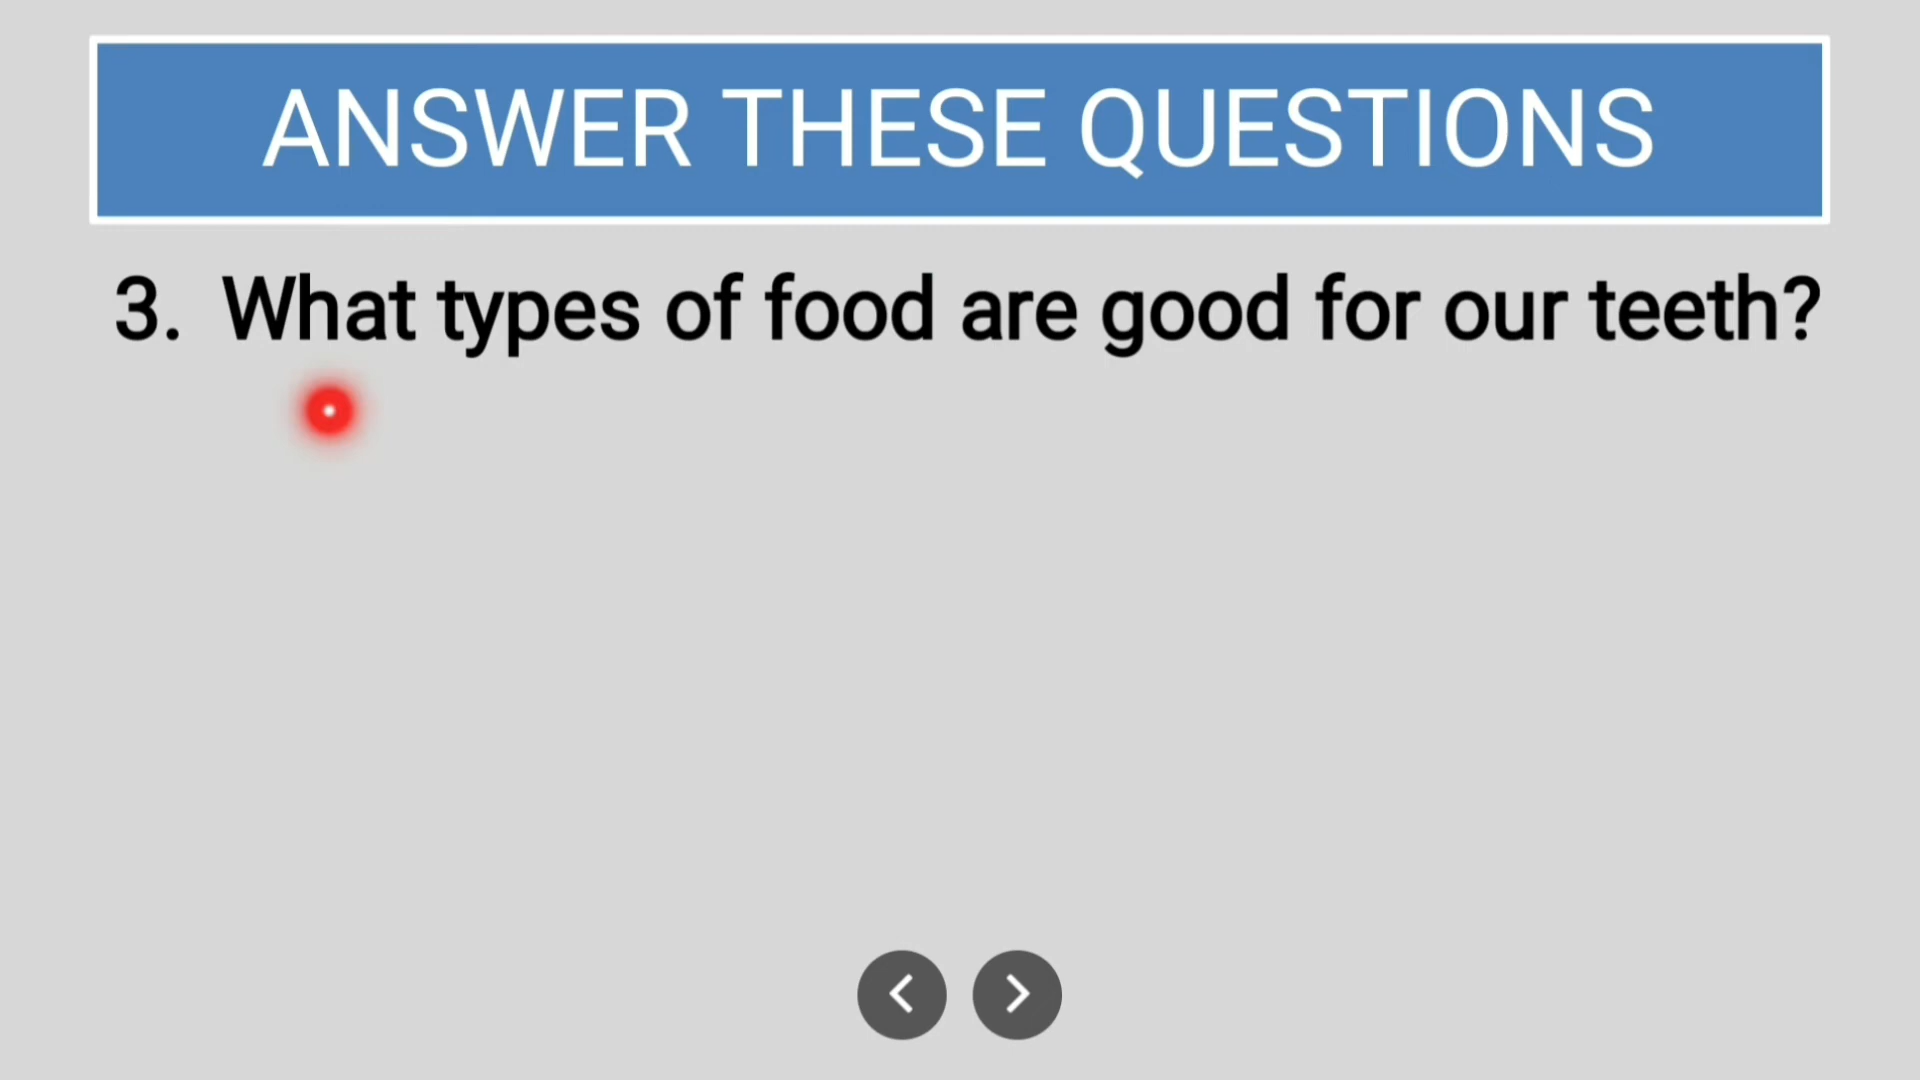 ANSWER THESE QUESTIONS
3. What types of food are good for our teeth?